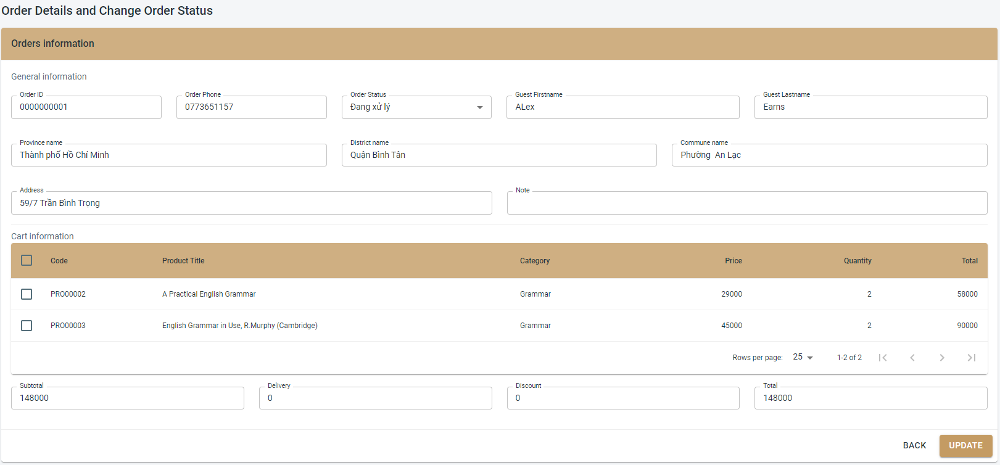 Order Details and Change Order Status
Orders information
General information
Order ID
0000000001
Order Phone
0773651157
Order Status
Đang xử lý
Guest Firstname
ALex
Guest Lastname
Earns
Province name
Thành phố Hồ Chí Minh
District name
Quận Bình Tân
Commune name
Phường  An Lạc
Address
59/7 Trần Bình Trọng
Note
Cart information
Code Product Title Category Price Quantity Total
PRO00002 A Practical English Grammar Grammar 29000 2 58000
PRO00003 English Grammar in Use, R.Murphy (Cambridge) Grammar 45000 2 90000
Rows per page: 25 1-2 of 2
Subtotal
148000
Delivery
0
Discount
0
Total
148000
BACK UPDATE